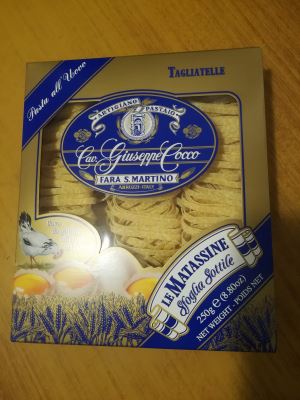 Pasta all'Uovo
TAGLIATELLE
ARTIGIANO PASTAIO
Cav. Giuseppe Cocco
FARA S. MARTINO
ABRUZZI - ITALY
LE MATASSINE
Sfoglia Sottile
250g e (8.80oz)
NET WEIGHT - POIDS NET